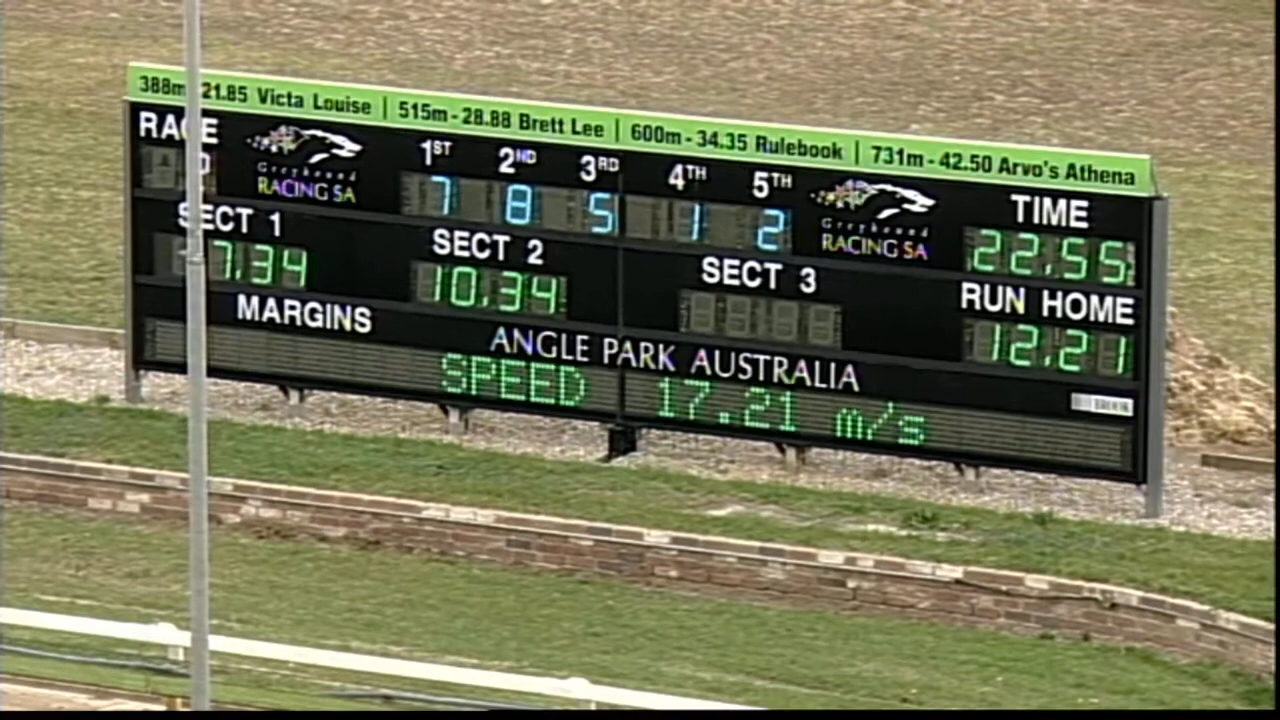 388m 21.85 Victa Louise | 515m - 28.88 Brett Lee | 600m - 34.35 Rulebook | 731m - 42.50 Arvo's Athena
RACE 1ST 2ND 3RD 4TH 5TH TIME
Greyhound RACING SA 7 8 5 1 2 Greyhound RACING SA 22.55
SECT 1 SECT 2 SECT 3 RUN HOME
7.34 10.34 12.21
MARGINS ANGLE PARK AUSTRALIA
SPEED 17.21 m/s